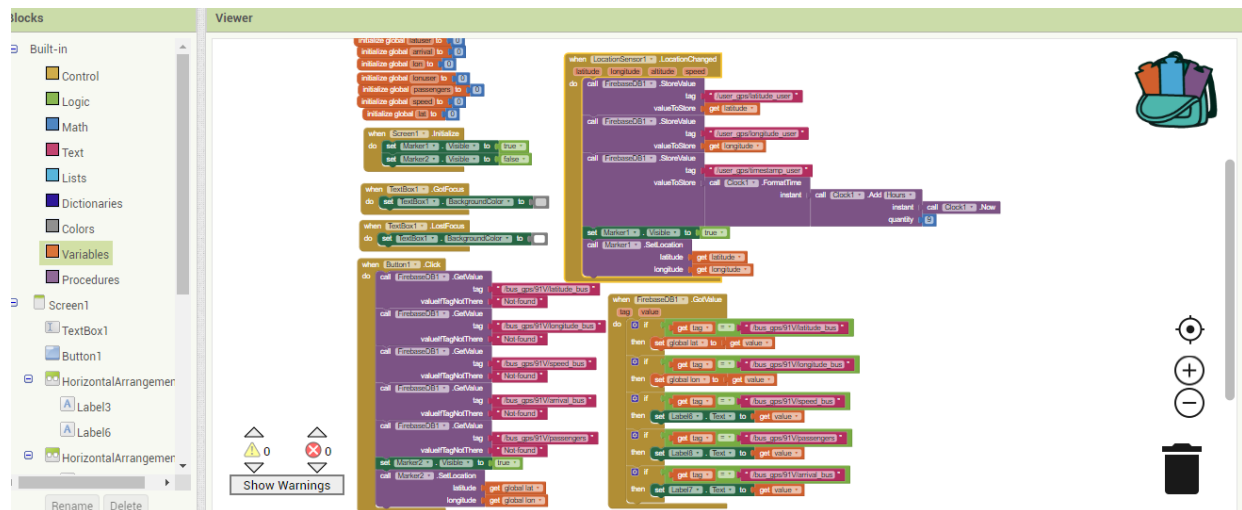 Blocks
Viewer
Built-in
Control
Logic
Math
Text
Lists
Dictionaries
Colors
Variables
Procedures
Screen1
TextBox1
Button1
HorizontalArrangemen
Label3
Label6
HorizontalArrangemen
Rename Delete
initialize global latuser to 0
initialize global arrival to 0
initialize global lon to 0
initialize global lonuser to 0
initialize global passengers to 0
initialize global speed to 0
initialize global lat to 0
when Screen1 .Initialize
do set Marker1 . Visible to true
set Marker2 . Visible to false
when TextBox1 .GotFocus
do set TextBox1 . BackgroundColor to
when TextBox1 .LostFocus
do set TextBox1 . BackgroundColor to
when Button1 .Click
do call FirebaseDB1 .GetValue
tag " /bus_gps/91V/latitude_bus "
valueIfTagNotThere " Not-found "
call FirebaseDB1 .GetValue
tag " /bus_gps/91V/longitude_bus "
valueIfTagNotThere " Not-found "
call FirebaseDB1 .GetValue
tag " /bus_gps/91V/speed_bus "
valueIfTagNotThere " Not found "
call FirebaseDB1 .GetValue
tag " /bus_gps/91V/arrival_bus "
valueIfTagNotThere " Not found "
call FirebaseDB1 .GetValue
tag " /bus_gps/91V/passengers "
valueIfTagNotThere " Not found "
set Marker2 . Visible to true
call Marker2 .SetLocation
latitude get global lat
longitude get global lon
when LocationSensor1 .LocationChanged
latitude longitude altitude speed
do call FirebaseDB1 .StoreValue
tag " /user_gps/latitude_user "
valueToStore get latitude
call FirebaseDB1 .StoreValue
tag " /user_gps/longitude_user "
valueToStore get longitude
call FirebaseDB1 .StoreValue
tag " /user_gps/timestamp_user "
valueToStore call Clock1 .FormatTime
instant call Clock1 .Add Hours
instant call Clock1 .Now
quantity
set Marker1 . Visible to true
call Marker1 .SetLocation
latitude get latitude
longitude get longitude
when FirebaseDB1 .GotValue
tag value
do if get tag = " /bus_gps/91V/latitude_bus "
then set global lat to get value
if get tag = " /bus_gps/91V/longitude_bus "
then set global lon to get value
if get tag = " /bus_gps/91V/speed_bus "
then set Label6 . Text to get value
if get tag = " /bus_gps/91V/passengers "
then set Label8 . Text to get value
if get tag = " /bus_gps/91V/arrival_bus "
then set Label7 . Text to get value
0 0
Show Warnings